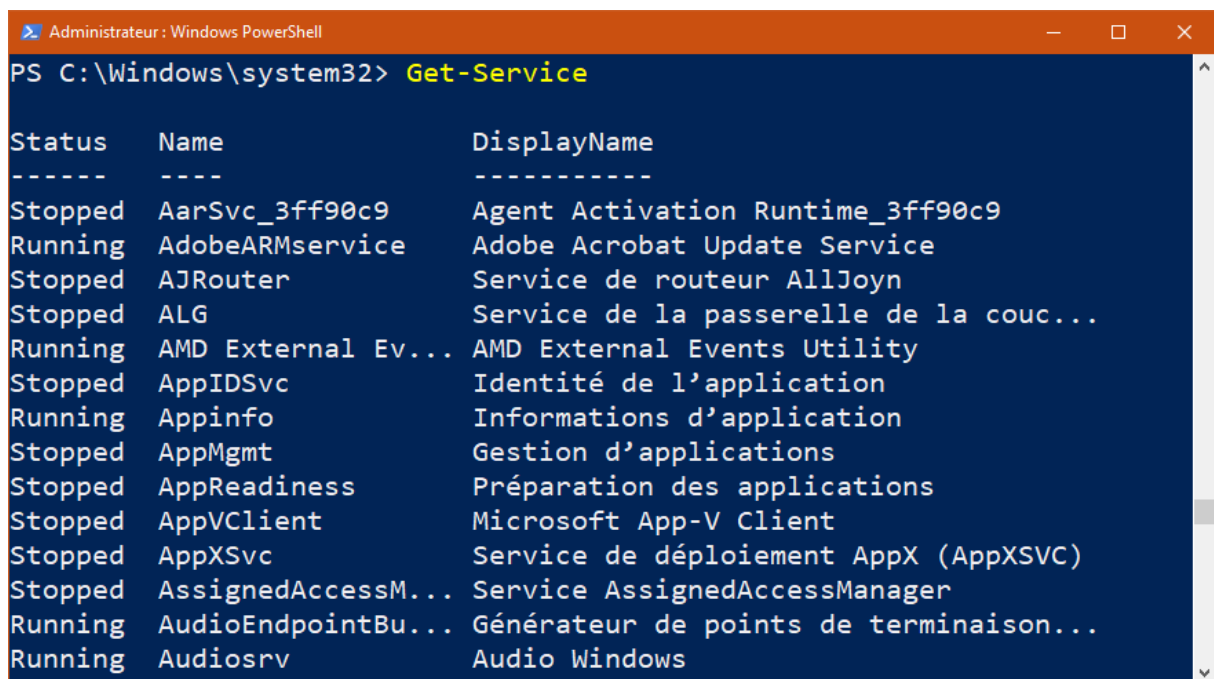 Administrateur : Windows PowerShell
PS C:\Windows\system32> Get-Service
Status Name DisplayName
------ ---- -----------
Stopped AarSvc_3ff90c9 Agent Activation Runtime_3ff90c9
Running AdobeARMservice Adobe Acrobat Update Service
Stopped AJRouter Service de routeur AllJoyn
Stopped ALG Service de la passerelle de la couc...
Running AMD External Ev... AMD External Events Utility
Stopped AppIDSvc Identité de l’application
Running Appinfo Informations d’application
Stopped AppMgmt Gestion d’applications
Stopped AppReadiness Préparation des applications
Stopped AppVClient Microsoft App-V Client
Stopped AppXSvc Service de déploiement AppX (AppXSVC)
Stopped AssignedAccessM... Service AssignedAccessManager
Running AudioEndpointBu... Générateur de points de terminaison...
Running Audiosrv Audio Windows